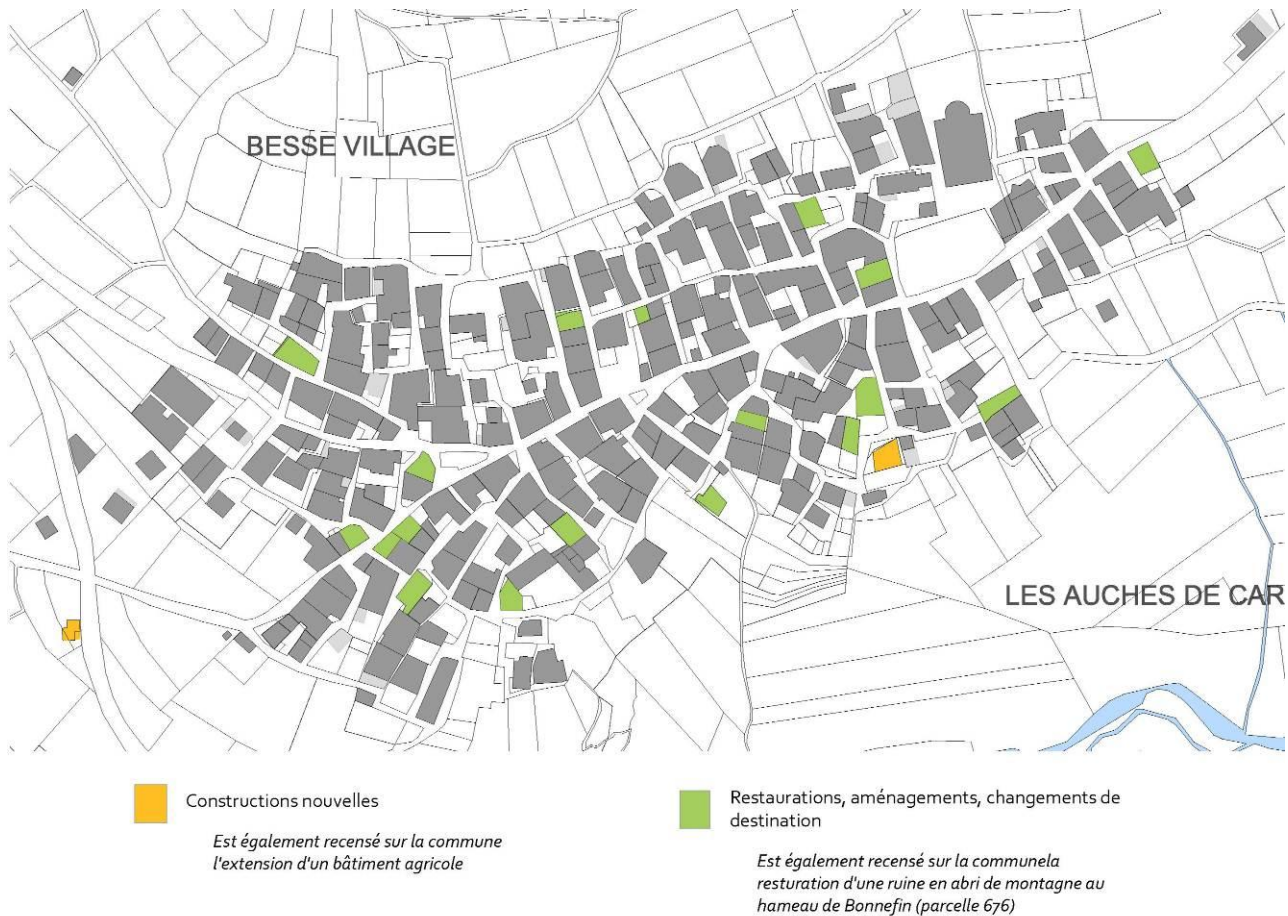 BESSE VILLAGE
LES AUCHES DE CAR
Constructions nouvelles
Est également recensé sur la commune
l'extension d'un bâtiment agricole
Restaurations, aménagements, changements de
destination
Est également recensé sur la communela
resturation d'une ruine en abri de montagne au
hameau de Bonnefin (parcelle 676)